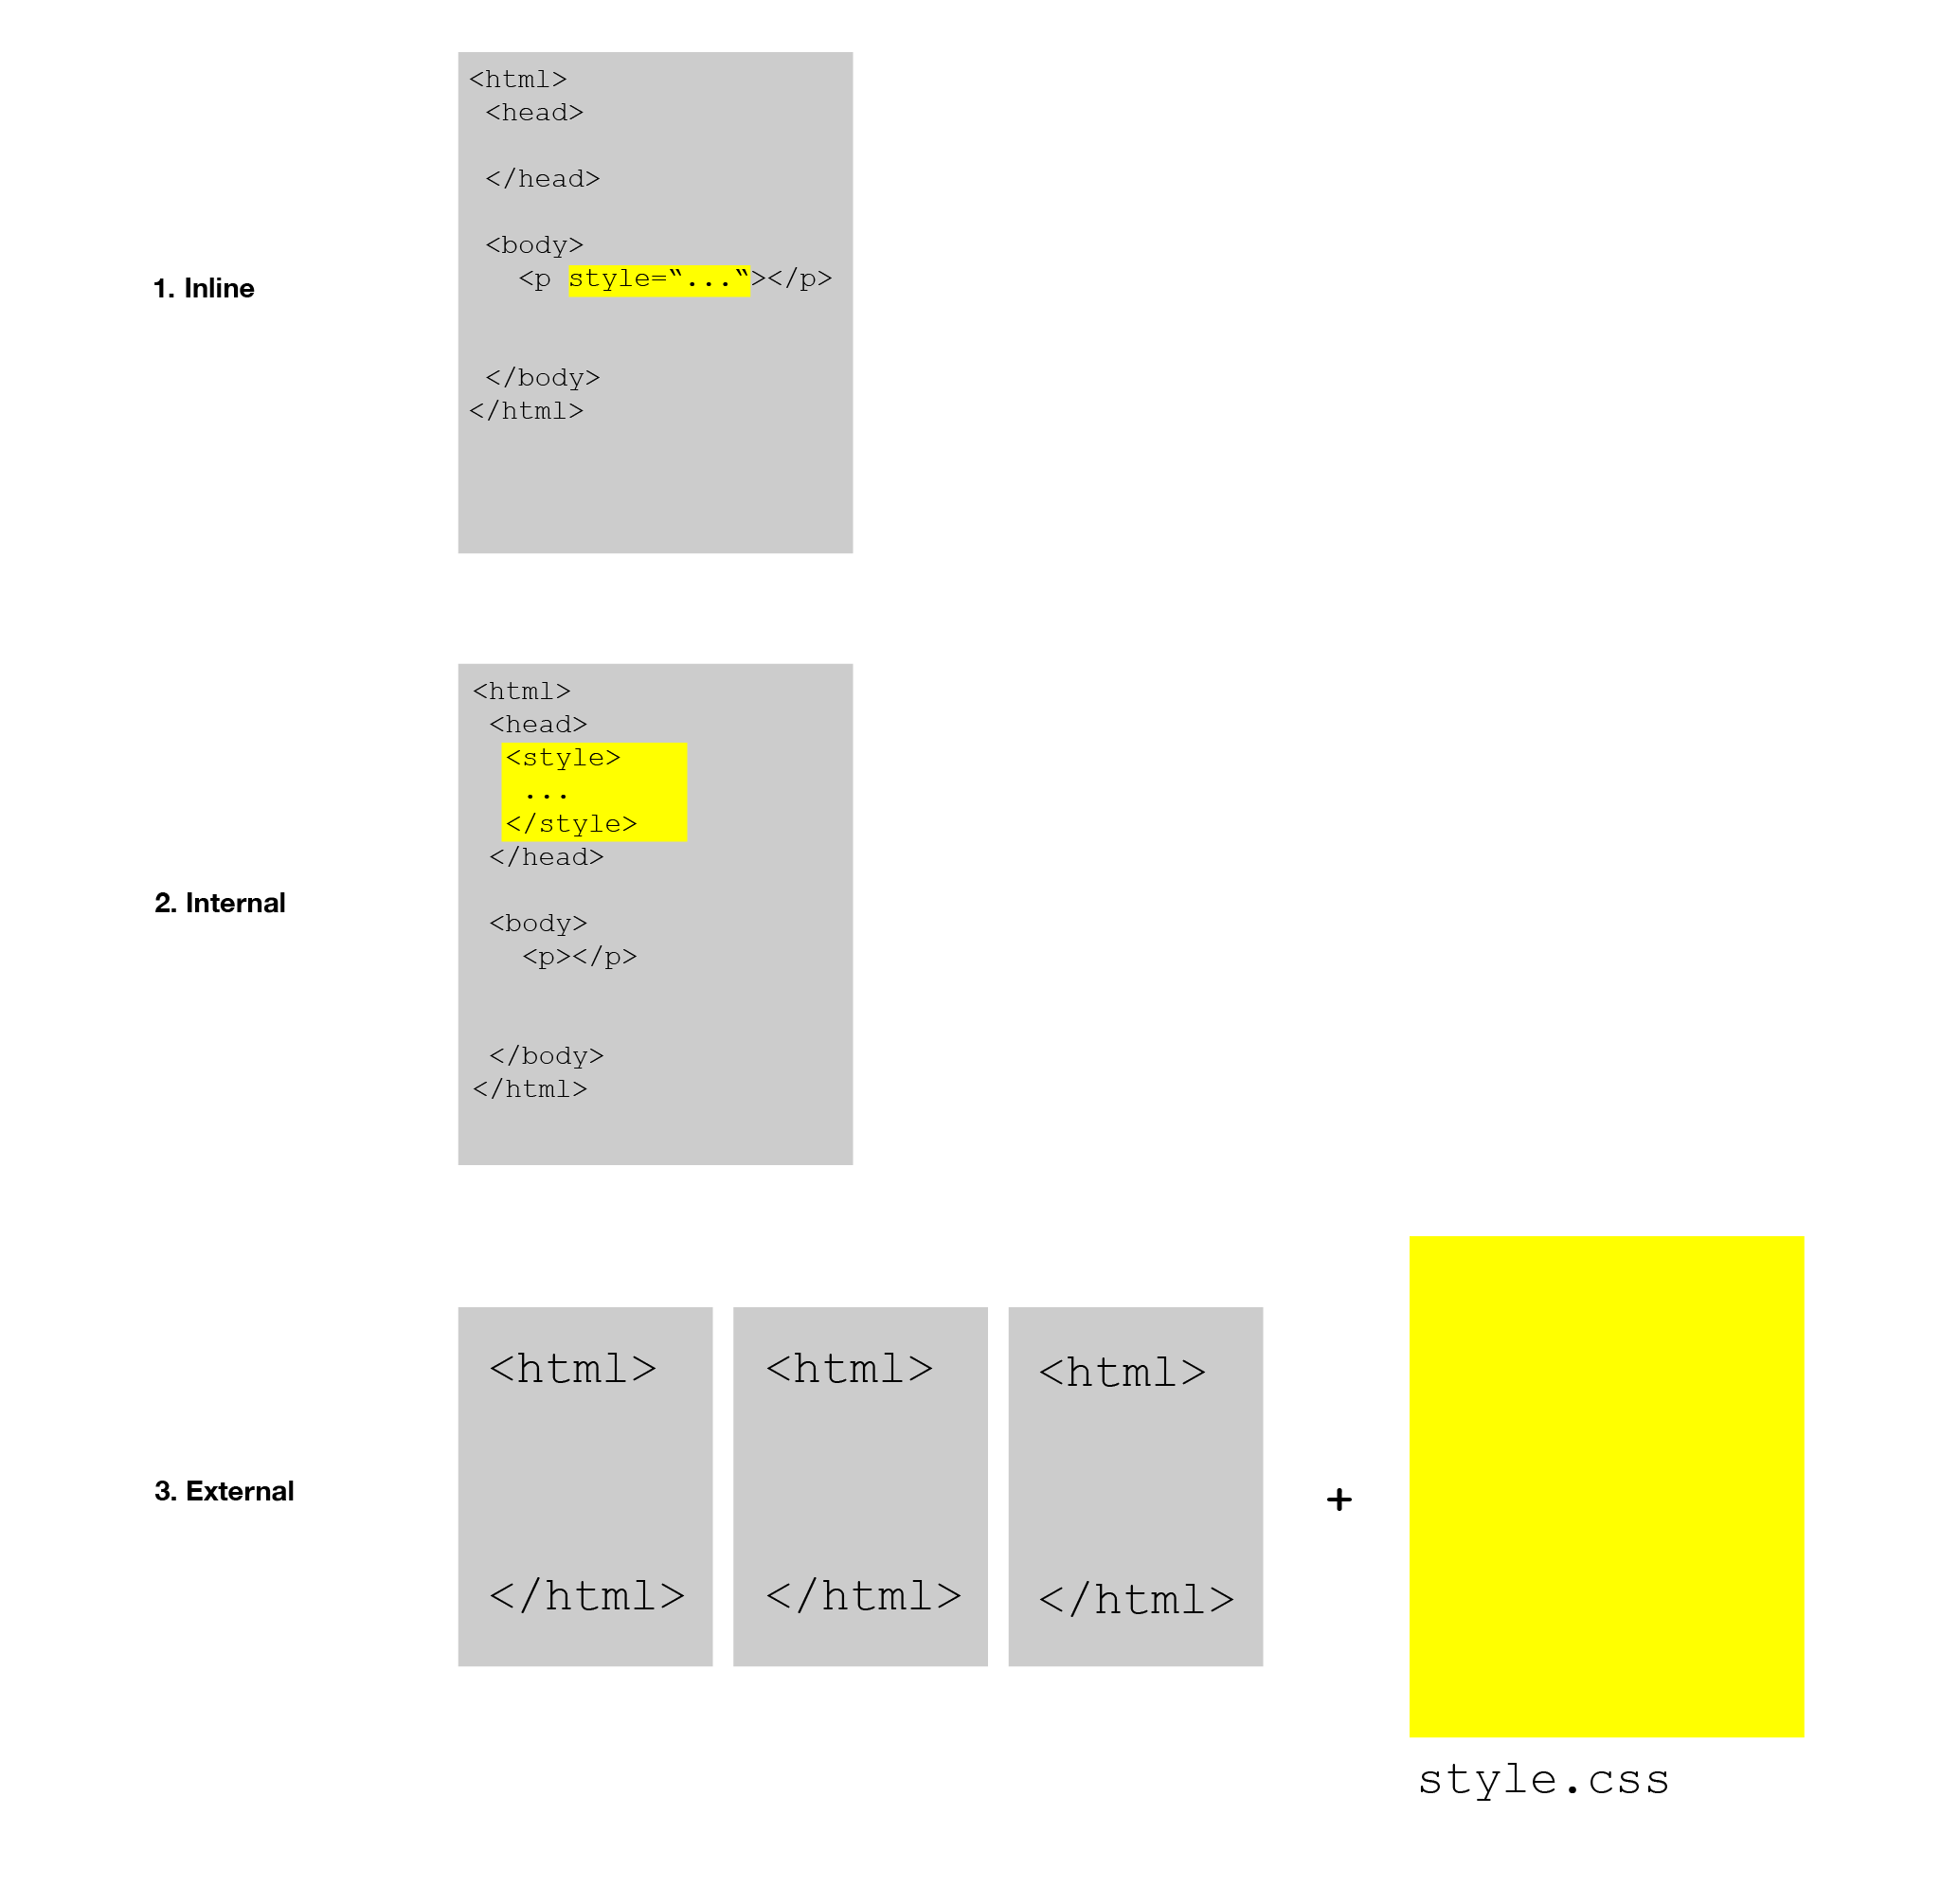 <html>
<head>
</head>
<body>
1. Inline
<p style=‟...‟></p>
</body>
</html>
<html>
<head>
<style>
...
</style>
</head>
2. Internal
<body>
<p></p>
</body>
</html>
<html> <html> <html>
3. External
+
</html> </html> </html>
style.css